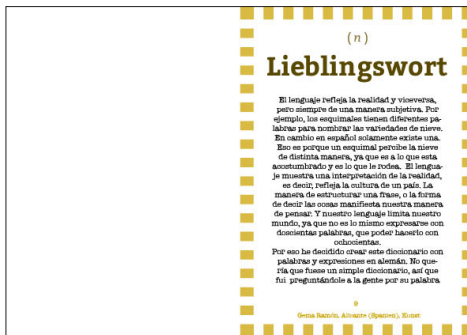 (n)
Lieblingswort
El lenguaje refleja la realidad y viceversa,
pero siempre de una manera subjetiva. Por
ejemplo, los esquimales tienen diferentes pa-
labras para nombrar las variedades de nieve.
En cambio en español solamente existe una.
Eso es porque un esquimal percibe la nieve
de distinta manera, ya que es a lo que esta
acostumbrado y es lo que le rodea. El lengua-
je muestra una interpretación de la realidad,
es decir, refleja la cultura de un país. La
manera de estructurar una frase, o la forma
de decir las cosas manifiesta nuestra manera
de pensar. Y nuestro lenguaje limita nuestro
mundo, ya que no es lo mismo expresarse con
doscientas palabras, que poder hacerlo con
ochocientas.
Por eso he decidido crear este diccionario con
palabras y expresiones en alemán. No que-
ría que fuese un simple diccionario, así que
fui preguntándole a la gente por su palabra
9
Gema Ramón, Alicante (Spanien), Kunst